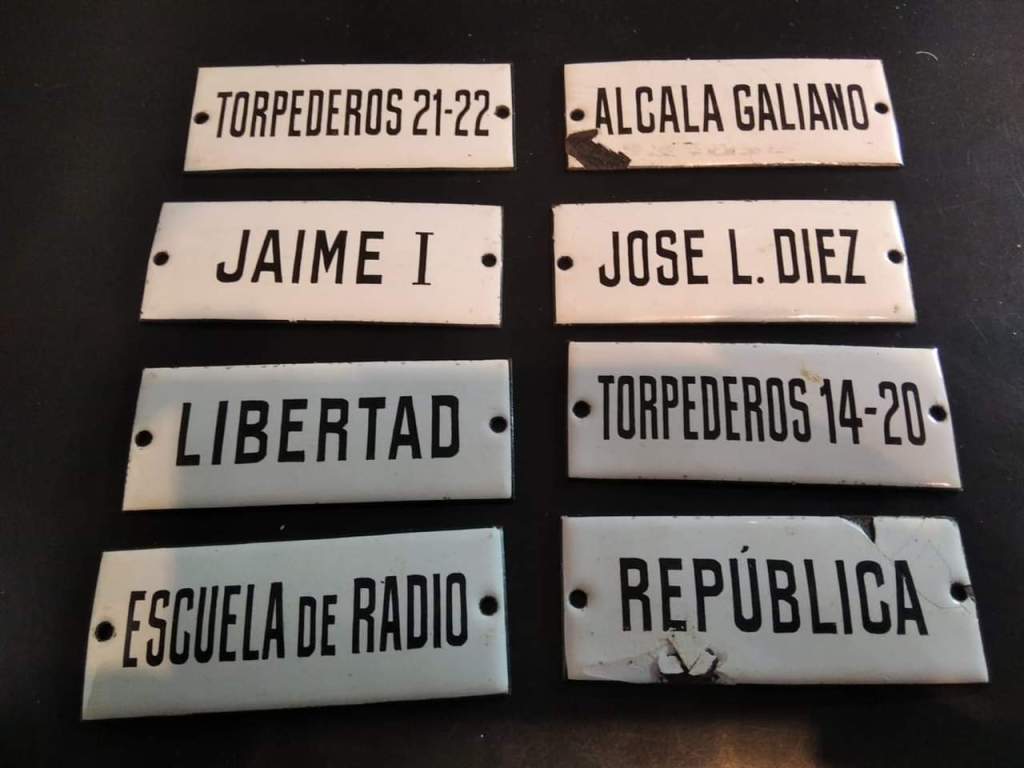 TORPEDEROS 21-22
ALCALA GALIANO
JAIME I
JOSE L. DIEZ
LIBERTAD
TORPEDEROS 14-20
ESCUELA DE RADIO
REPÚBLICA